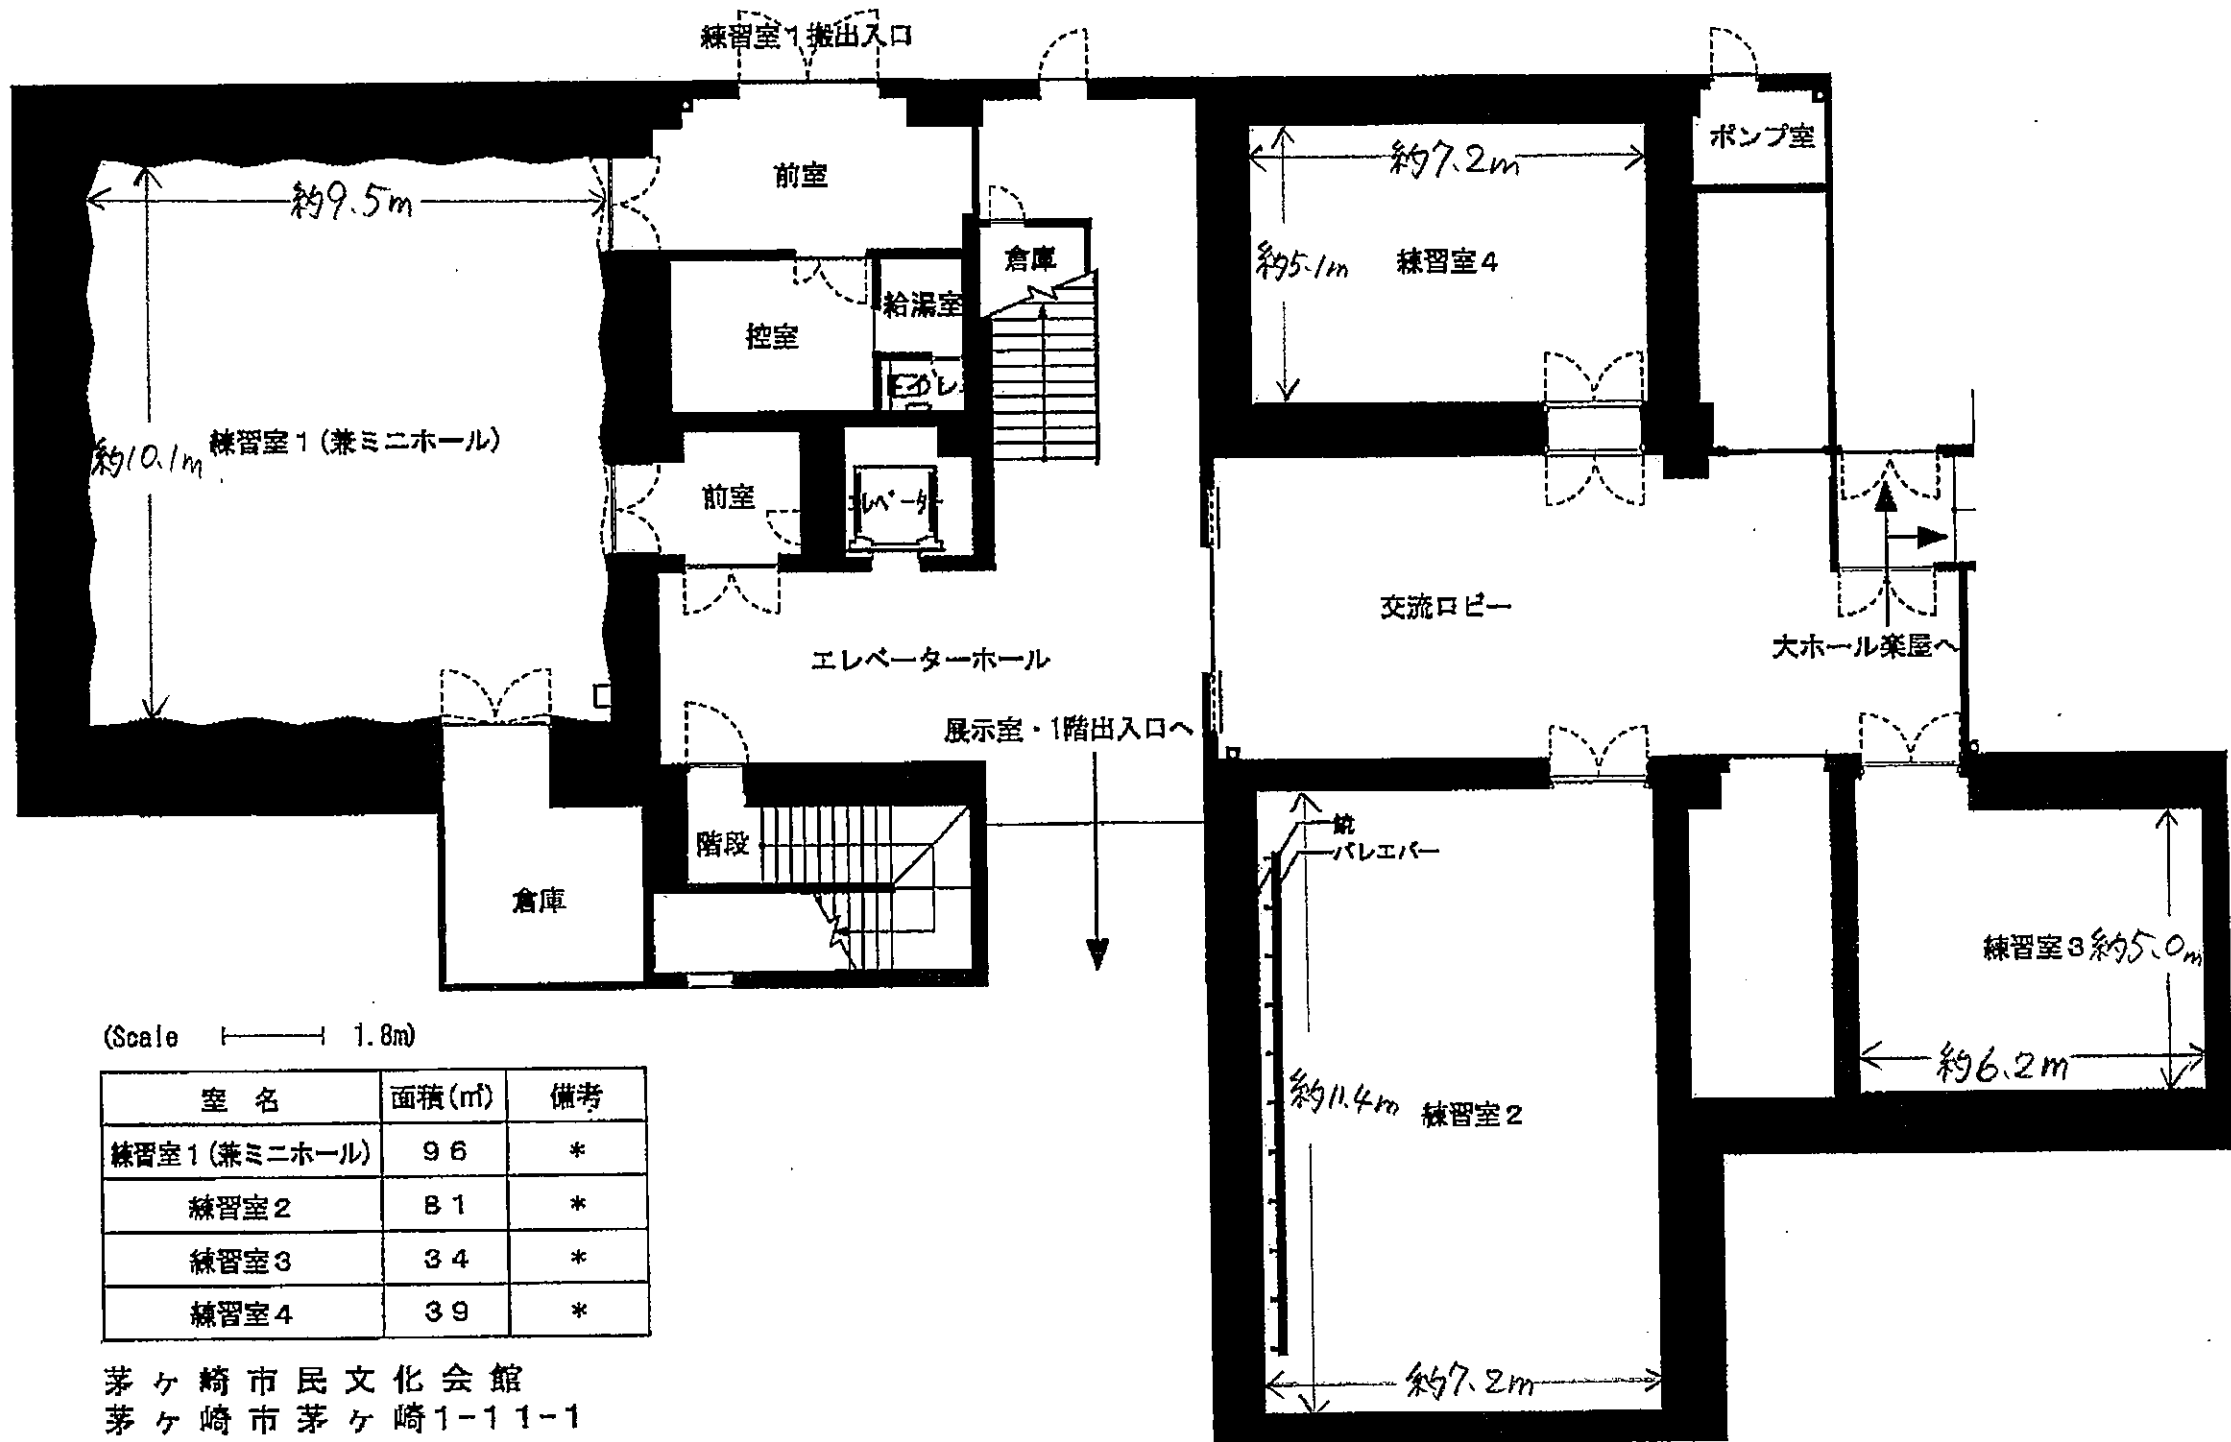 練習室1搬出入口
ポンプ室
前室
約7.2m
約9.5m
倉庫
約5.1m
練習室4
給湯室
控室
トイレ
練習室1(兼ミニホール)
約10.1m
前室
エレベーター
交流ロビー
大ホール楽屋へ
エレベーターホール
展示室・1階出入口へ
鏡
バレエバー
階段
倉庫
練習室3
約5.0m
約6.2m
約11.4m
練習室2
約7.2m
(Scale 1.8m)
室 名 面積(㎡) 備考
練習室1(兼ミニホール) 96 *
練習室2 81 *
練習室3 34 *
練習室4 39 *
茅ヶ崎市民文化会館
茅ヶ崎市茅ヶ崎1-11-1